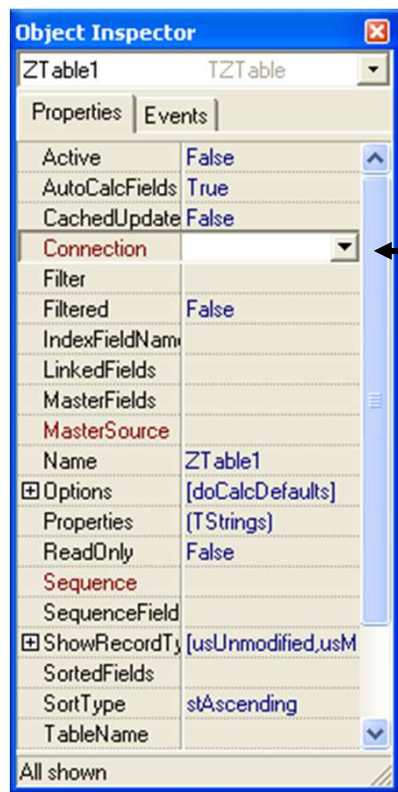 Object Inspector
ZTable1 TZTable
Properties Events
Active False
AutoCalcFields True
CachedUpdate False
Connection
Filter
Filtered False
IndexFieldNam
LinkedFields
MasterFields
MasterSource
Name ZTable1
Options [doCalcDefaults]
Properties (TStrings)
ReadOnly False
Sequence
SequenceField
ShowRecordTy [usUnmodified,usM
SortedFields
SortType stAscending
TableName
All shown